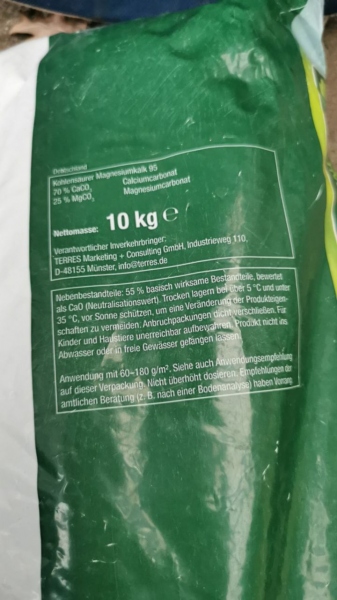 Deutschland
Kohlensaurer Magnesiumkalk 95
70 % CaCO₃ Calciumcarbonat
25 % MgCO₃ Magnesiumcarbonat
Nettomasse: 10 kg e
Verantwortlicher Inverkehrbringer:
TERRES Marketing + Consulting GmbH, Industrieweg 110,
D-48155 Münster, info@terres.de
Nebenbestandteile: 55 % basisch wirksame Bestandteile, bewertet
als CaO (Neutralisationswert). Trocken lagern bei über 5 °C und unter
35 °C, vor Sonne schützen, um eine Veränderung der Produkteigen-
schaften zu vermeiden. Anbruchpackungen dicht verschließen. Für
Kinder und Haustiere unerreichbar aufbewahren. Produkt nicht ins
Abwasser oder in freie Gewässer gelangen lassen.
Anwendung mit 60–180 g/m². Siehe auch Anwendungsempfehlung
auf dieser Verpackung. Nicht überhöht dosieren. Empfehlungen der
amtlichen Beratung (z. B. nach einer Bodenanalyse) haben Vorrang